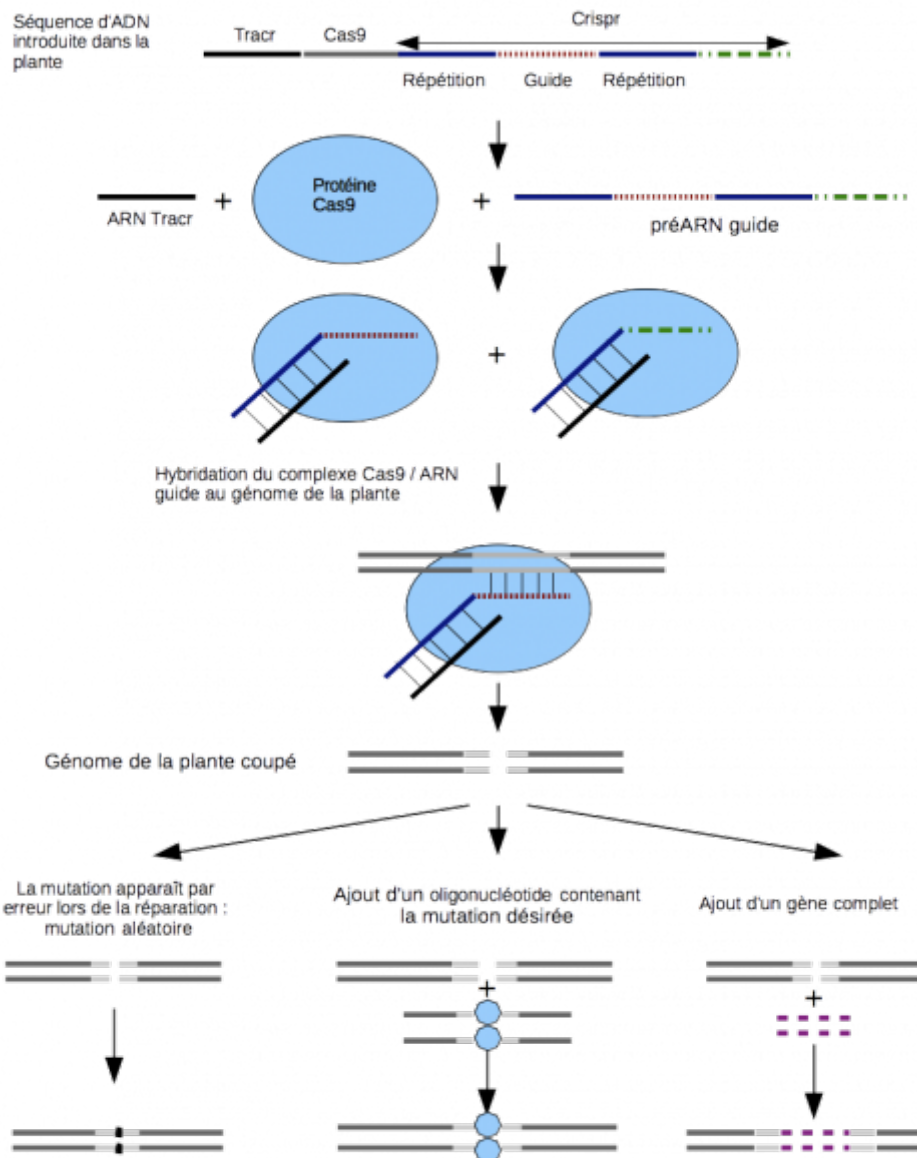 Séquence d'ADN
introduite dans la
plante
Tracr
Cas9
Crispr
Répétition
Guide
Répétition
ARN Tracr
+
Protéine
Cas9
+
préARN guide
+
Hybridation du complexe Cas9 / ARN
guide au génome de la plante
Génome de la plante coupé
La mutation apparaît par
erreur lors de la réparation :
mutation aléatoire
Ajout d'un oligonucléotide contenant
la mutation désirée
Ajout d'un gène complet
+
+